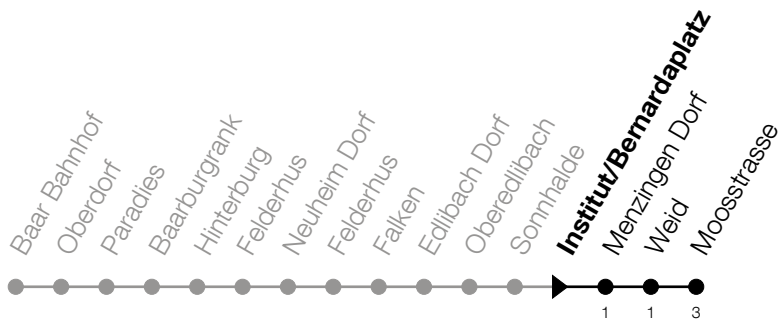 Baar Bahnhof
Oberdorf
Paradies
Baarburgrank
Hinterburg
Felderhus
Neuheim Dorf
Felderhus
Falken
Edlibach Dorf
Oberedlibach
Sonnhalde
Institut/Bernardaplatz
Menzingen Dorf
Weid
Moosstrasse
1
1
3